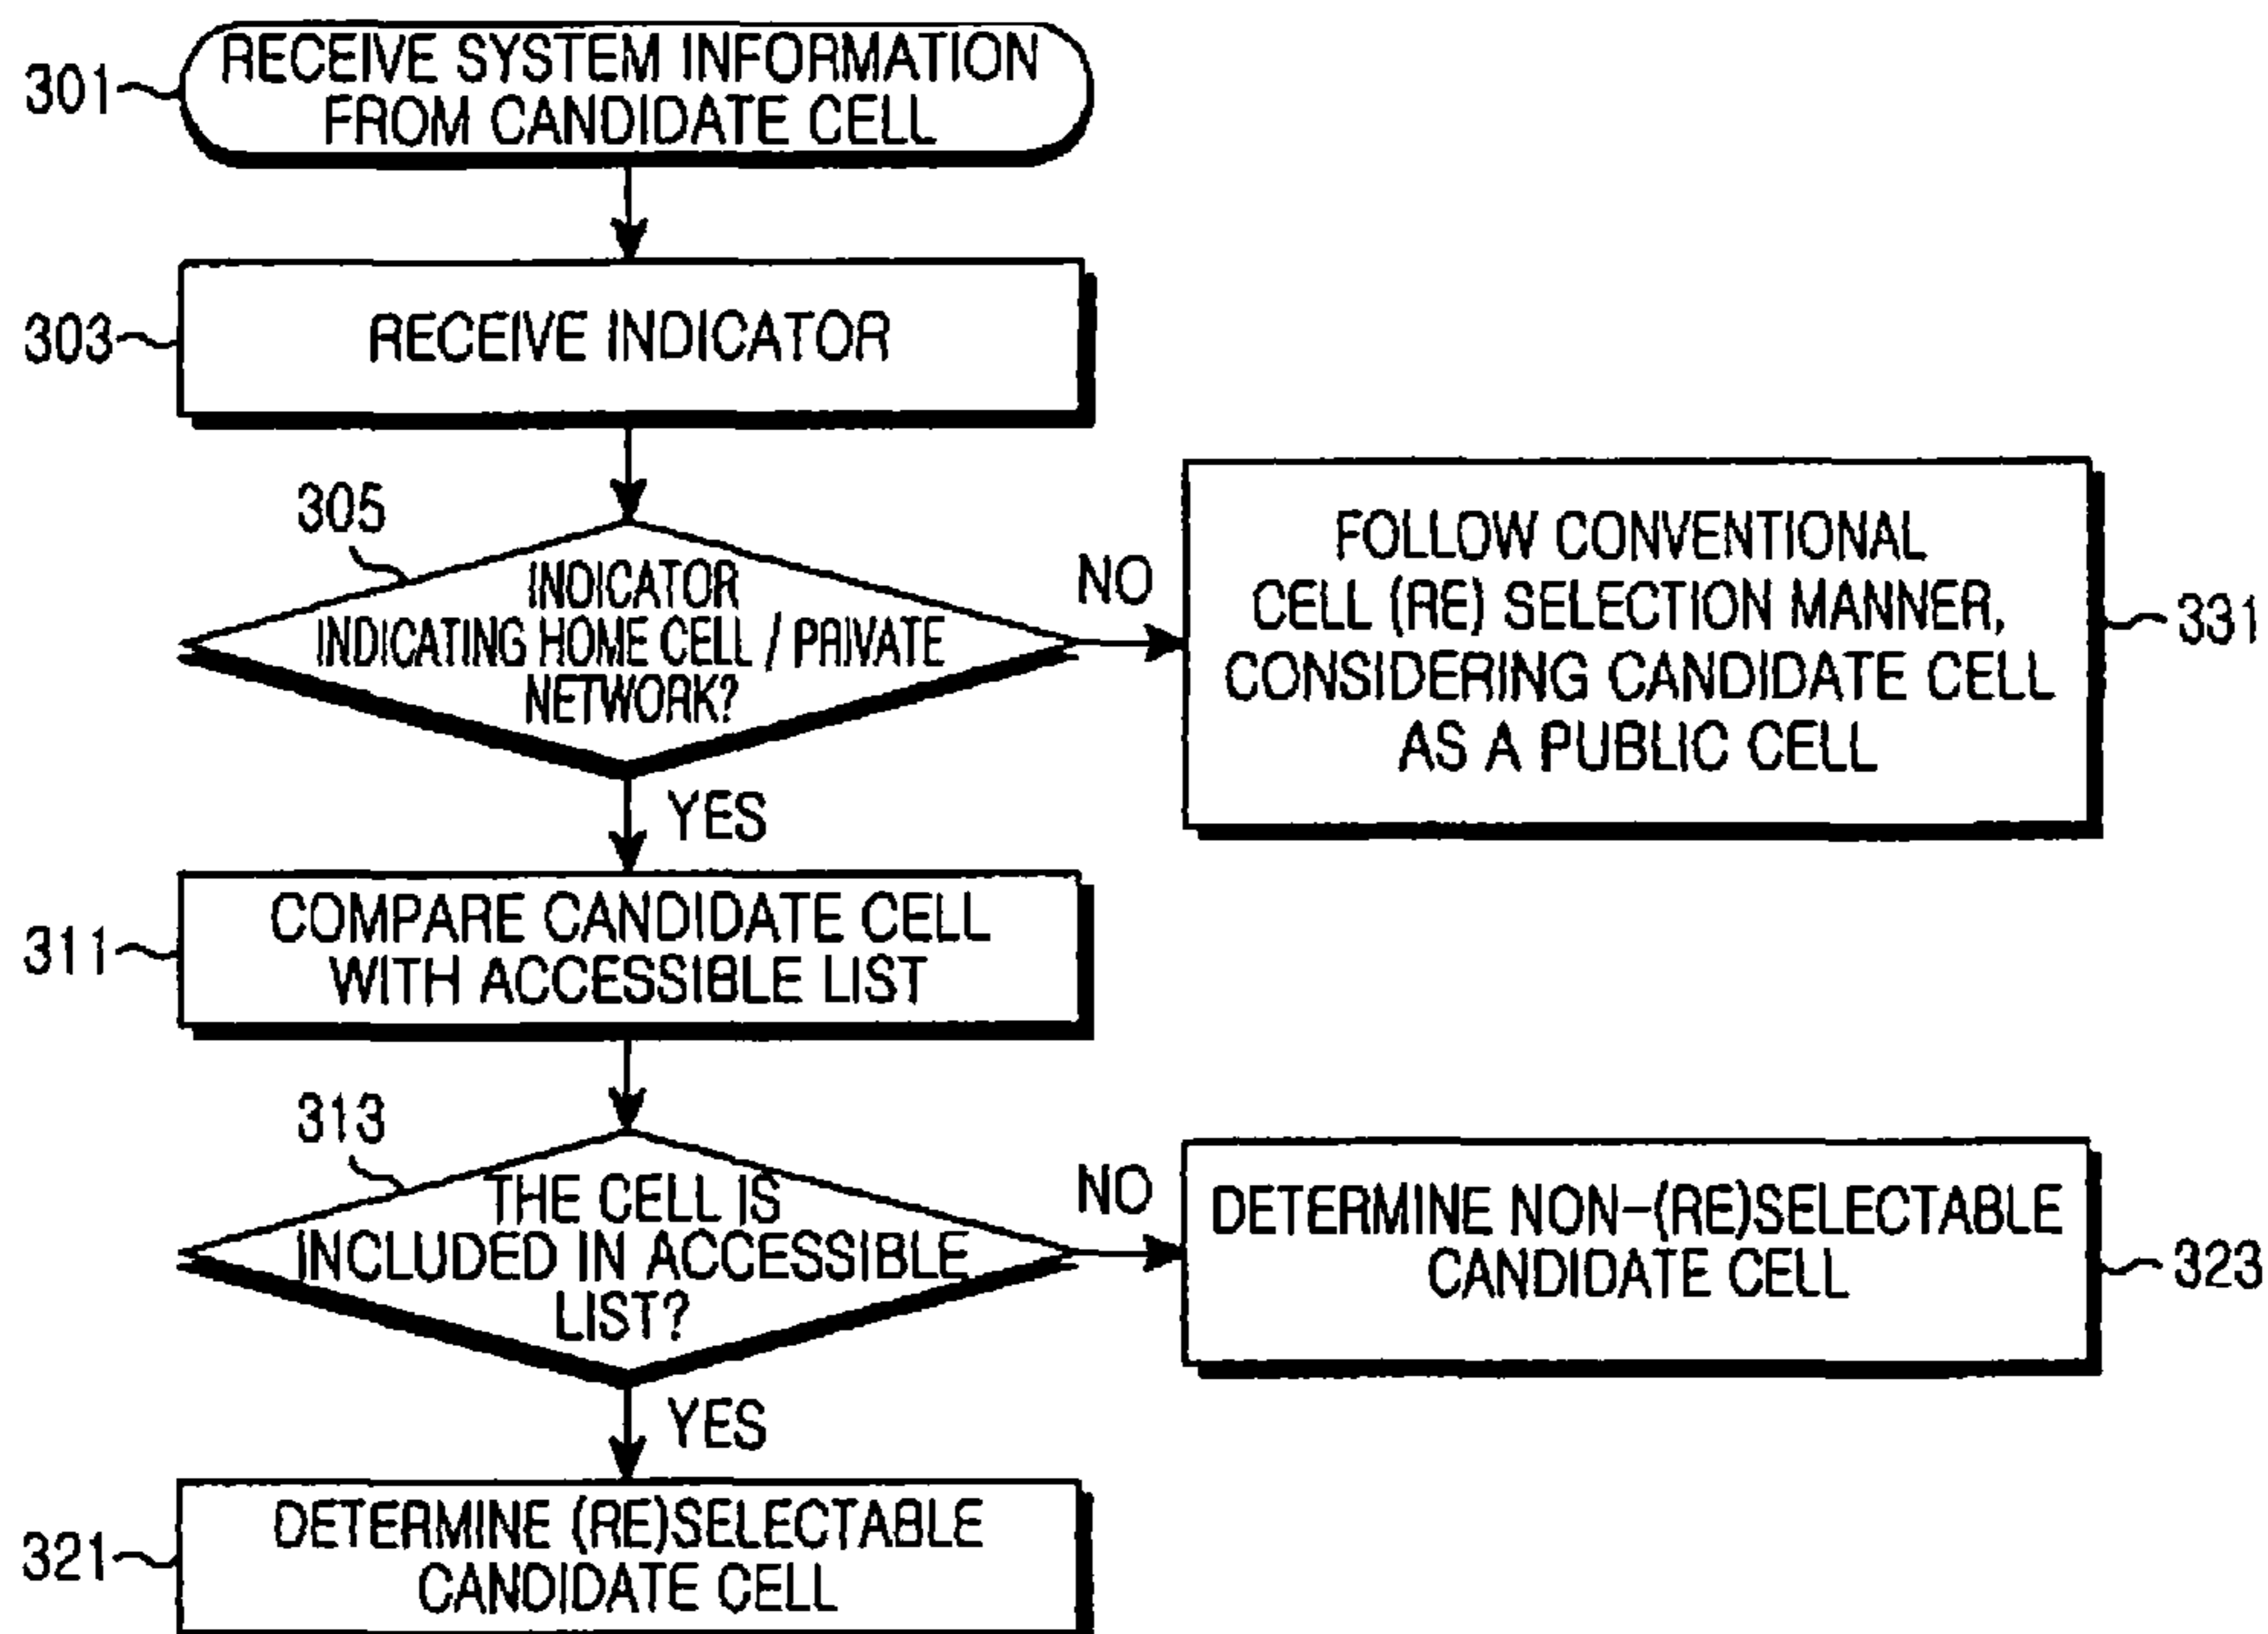 301
RECEIVE SYSTEM INFORMATION
FROM CANDIDATE CELL
303
RECEIVE INDICATOR
305
INDICATOR
INDICATING HOME CELL / PRIVATE
NETWORK?
NO
FOLLOW CONVENTIONAL
CELL (RE) SELECTION MANNER,
CONSIDERING CANDIDATE CELL
AS A PUBLIC CELL
331
YES
311
COMPARE CANDIDATE CELL
WITH ACCESSIBLE LIST
313
THE CELL IS
INCLUDED IN ACCESSIBLE
LIST?
NO
DETERMINE NON-(RE)SELECTABLE
CANDIDATE CELL
323
YES
321
DETERMINE (RE)SELECTABLE
CANDIDATE CELL